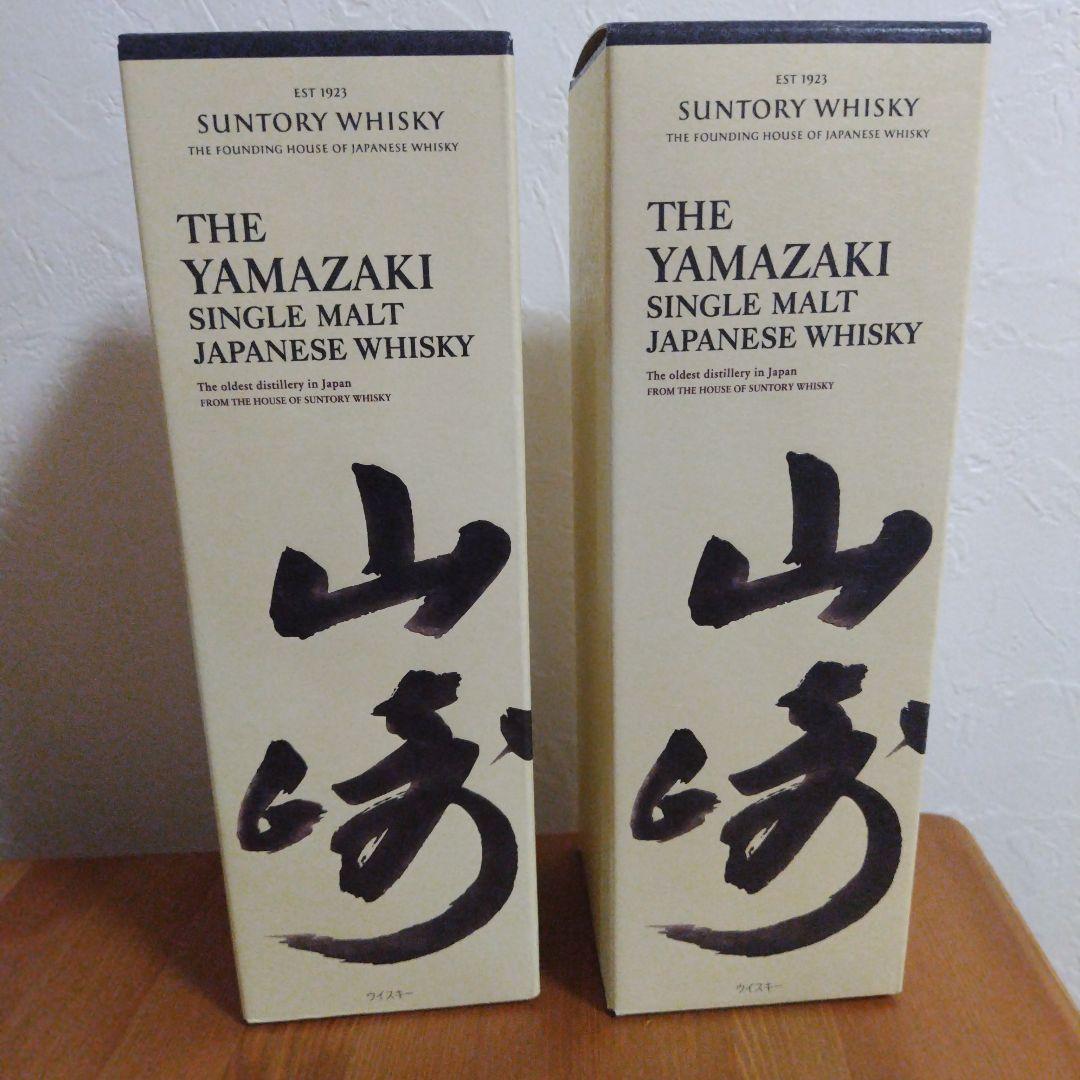 EST 1923
SUNTORY WHISKY
THE FOUNDING HOUSE OF JAPANESE WHISKY
THE
YAMAZAKI
SINGLE MALT
JAPANESE WHISKY
The oldest distillery in Japan
FROM THE HOUSE OF SUNTORY WHISKY
山
崎
ウイスキー
EST 1923
SUNTORY WHISKY
THE FOUNDING HOUSE OF JAPANESE WHISKY
THE
YAMAZAKI
SINGLE MALT
JAPANESE WHISKY
The oldest distillery in Japan
FROM THE HOUSE OF SUNTORY WHISKY
山
崎
ウイスキー